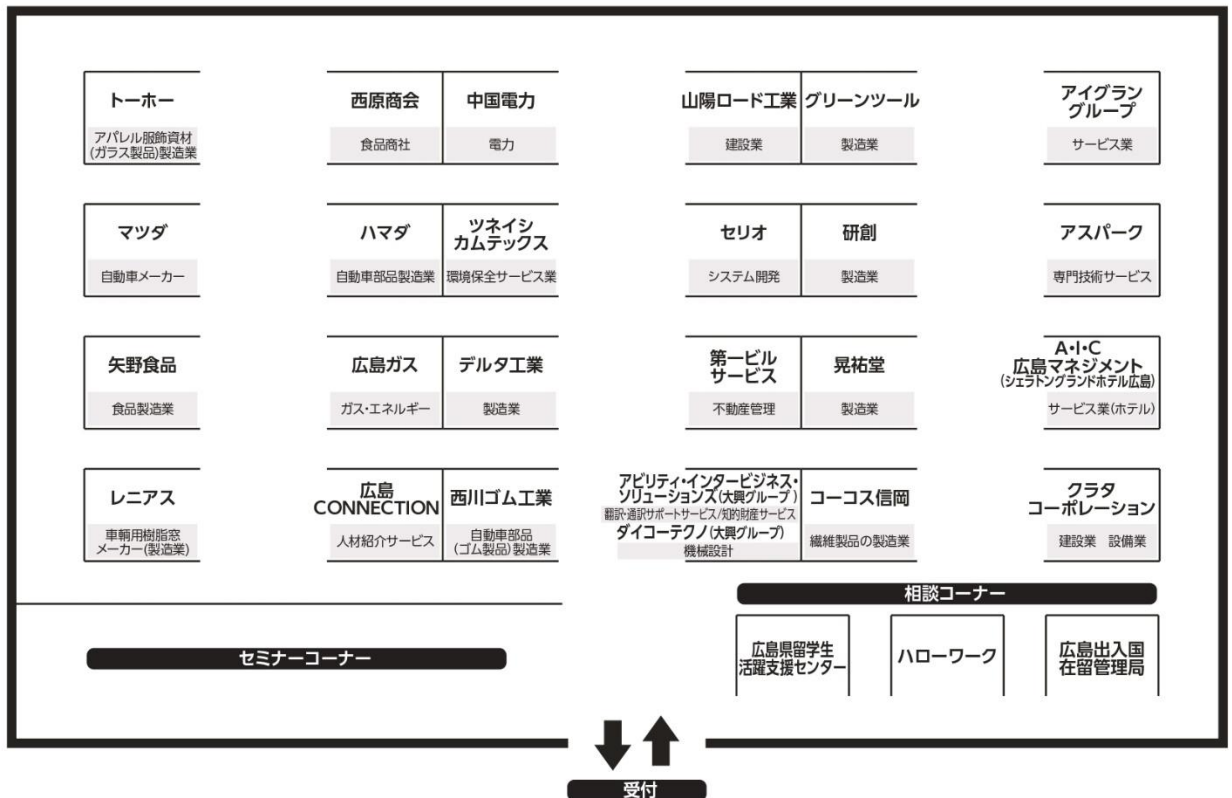 トーホー
アパレル服飾資材
(ガラス製品)製造業
西原商会
食品商社
中国電力
電力
山陽ロード工業
建設業
グリーンツール
製造業
アイグラン
グループ
サービス業
マツダ
自動車メーカー
ハマダ
自動車部品製造業
ツネイシ
カムテックス
環境保全サービス業
セリオ
システム開発
研創
製造業
アスパーク
専門技術サービス
矢野食品
食品製造業
広島ガス
ガス・エネルギー
デルタ工業
製造業
第一ビル
サービス
不動産管理
晃祐堂
製造業
A・I・C
広島マネジメント
(シェラトングランドホテル広島)
サービス業(ホテル)
レニアス
車輌用樹脂窓
メーカー(製造業)
広島
CONNECTION
人材紹介サービス
西川ゴム工業
自動車部品
(ゴム製品)製造業
アビリティ・インタービジネス・
ソリューションズ(大興グループ)
翻訳・通訳サポートサービス/知的財産サービス
ダイコーテクノ(大興グループ)
機械設計
コーコス信岡
繊維製品の製造業
クラタ
コーポレーション
建設業 設備業
相談コーナー
広島県留学生
活躍支援センター
ハローワーク
広島出入国
在留管理局
セミナーコーナー
受付